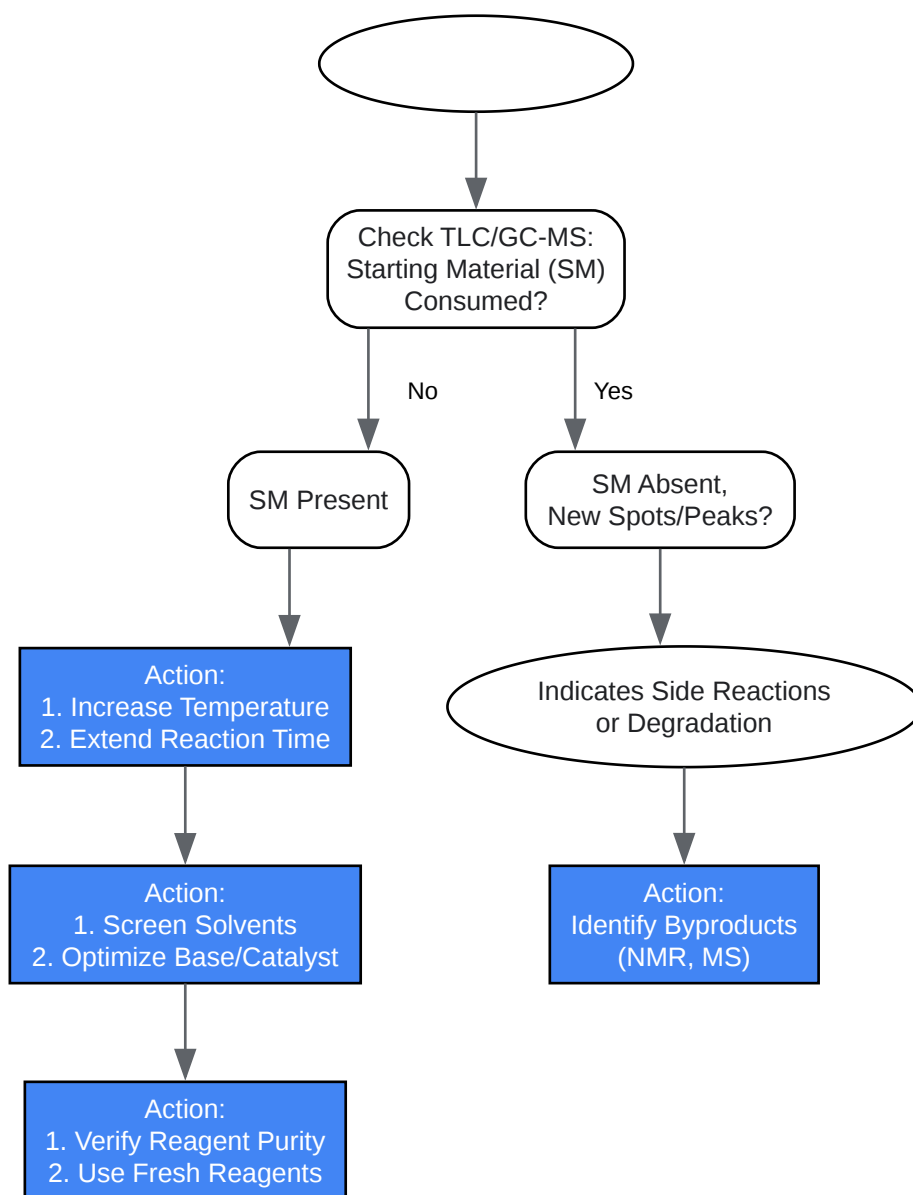 Check TLC/GC-MS:
Starting Material (SM)
Consumed?
No
Yes
SM Present
SM Absent,
New Spots/Peaks?
Action:
1. Increase Temperature
2. Extend Reaction Time
Indicates Side Reactions
or Degradation
Action:
1. Screen Solvents
2. Optimize Base/Catalyst
Action:
Identify Byproducts
(NMR, MS)
Action:
1. Verify Reagent Purity
2. Use Fresh Reagents